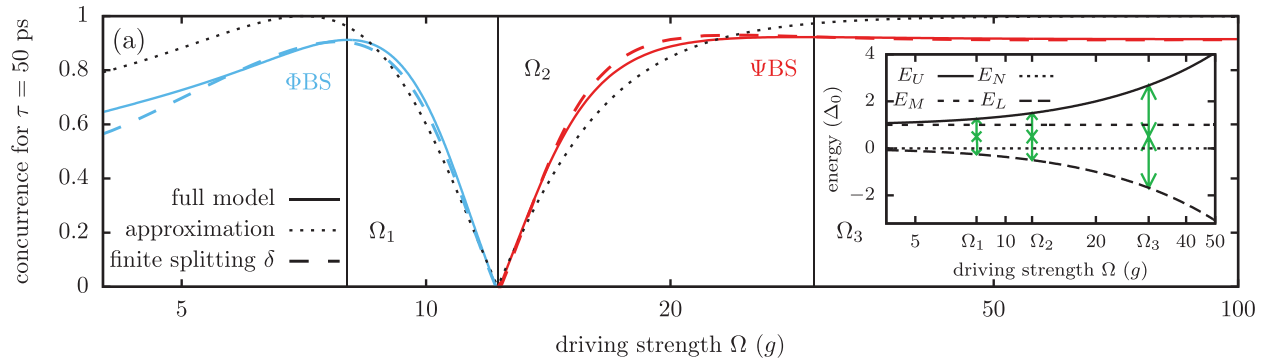 (a)
concurrence for τ = 50 ps
1
0.8
0.6
0.4
0.2
0
ΦBS
Ω₂
ΨBS
full model
approximation
finite splitting δ
Ω₁
Ω₃
5 10 20 50 100
driving strength Ω (g)
energy (Δ₀)
4
2
0
−2
E_U E_N
E_M E_L
5 Ω₁ 10 Ω₂ 20 Ω₃ 40 50
driving strength Ω (g)